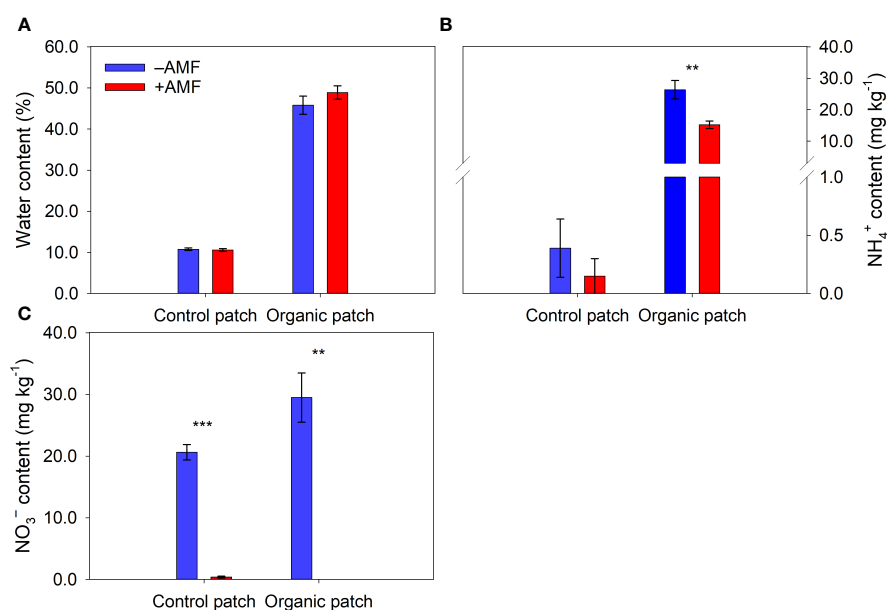 A
Water content (%)
60.0
50.0
40.0
30.0
20.0
10.0
0.0
–AMF
+AMF
Control patch Organic patch
B
**
40.0
30.0
20.0
10.0
1.0
0.5
0.0
NH₄⁺ content (mg kg⁻¹)
Control patch Organic patch
C
NO₃⁻ content (mg kg⁻¹)
40.0
30.0
20.0
10.0
0.0
***
**
Control patch Organic patch